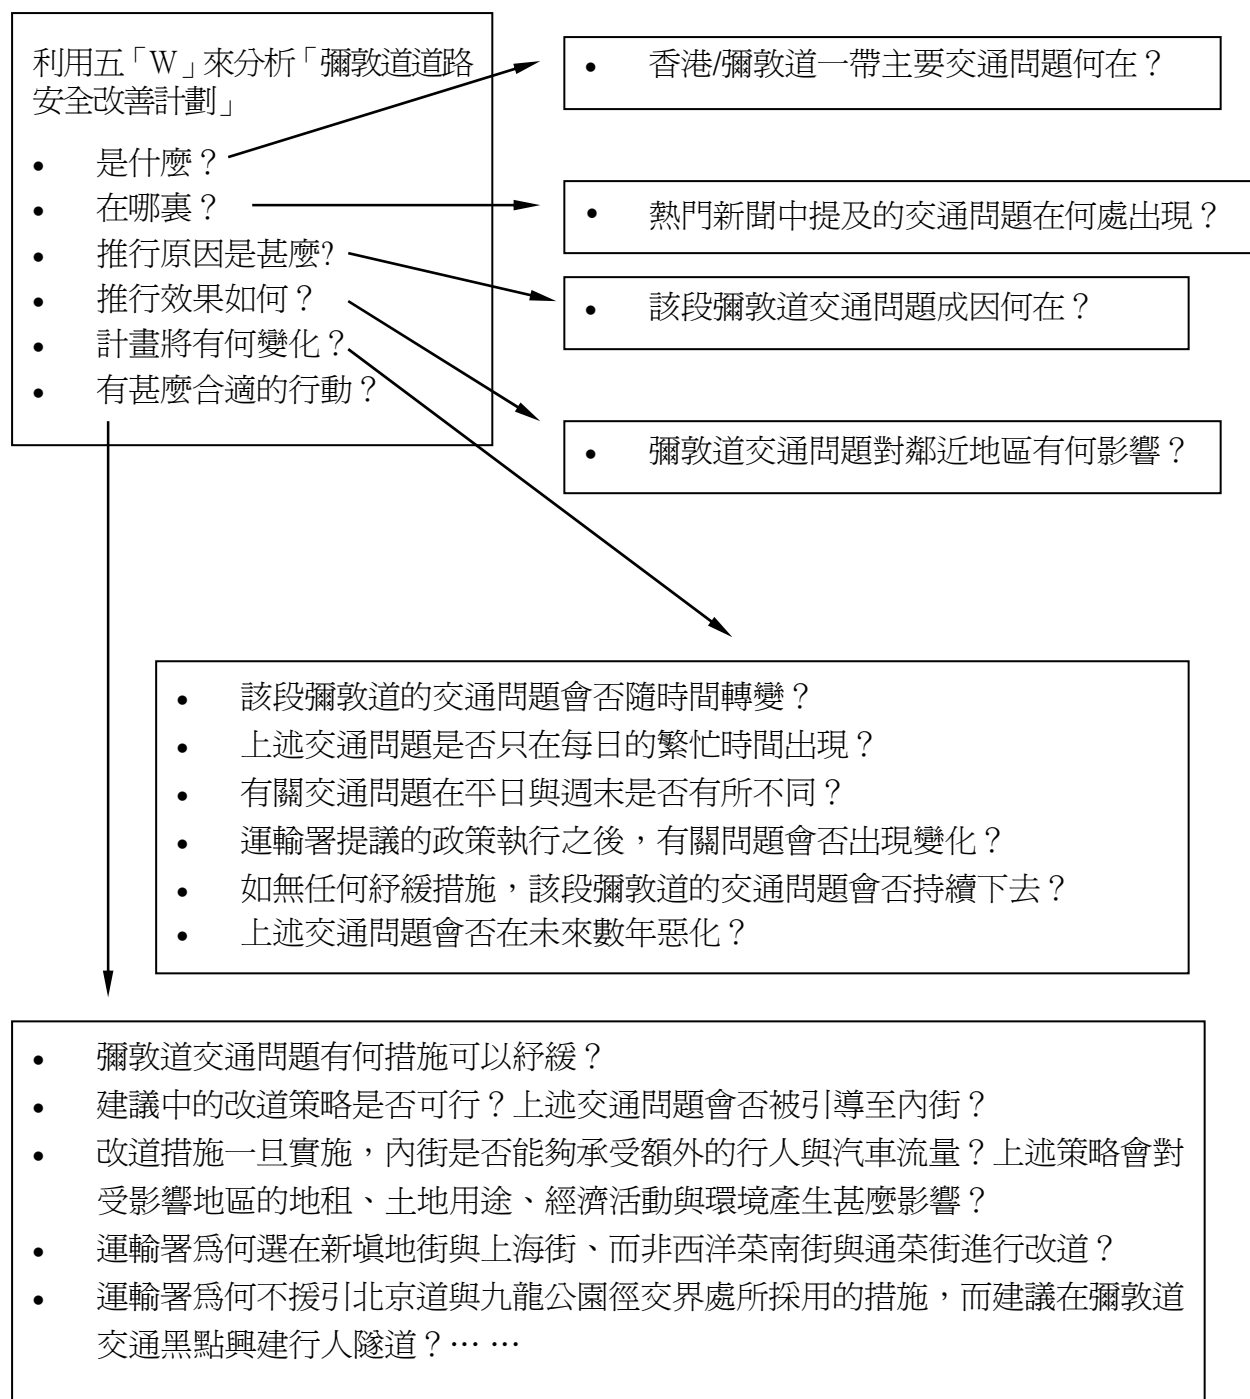 利用五「W」來分析「彌敦道道路
安全改善計劃」
• 是什麼？
• 在哪裏？
• 推行原因是甚麼?
• 推行效果如何？
• 計畫將有何變化？
• 有甚麼合適的行動？
• 香港/彌敦道一帶主要交通問題何在？
• 熱門新聞中提及的交通問題在何處出現？
• 該段彌敦道交通問題成因何在？
• 彌敦道交通問題對鄰近地區有何影響？
• 該段彌敦道的交通問題會否隨時間轉變？
• 上述交通問題是否只在每日的繁忙時間出現？
• 有關交通問題在平日與週末是否有所不同？
• 運輸署提議的政策執行之後，有關問題會否出現變化？
• 如無任何紓緩措施，該段彌敦道的交通問題會否持續下去？
• 上述交通問題會否在未來數年惡化？
• 彌敦道交通問題有何措施可以紓緩？
• 建議中的改道策略是否可行？上述交通問題會否被引導至內街？
• 改道措施一旦實施，內街是否能夠承受額外的行人與汽車流量？上述策略會對
受影響地區的地租、土地用途、經濟活動與環境產生甚麼影響？
• 運輸署爲何選在新塡地街與上海街、而非西洋菜南街與通菜街進行改道？
• 運輸署爲何不援引北京道與九龍公園徑交界處所採用的措施，而建議在彌敦道
交通黑點興建行人隧道？… …